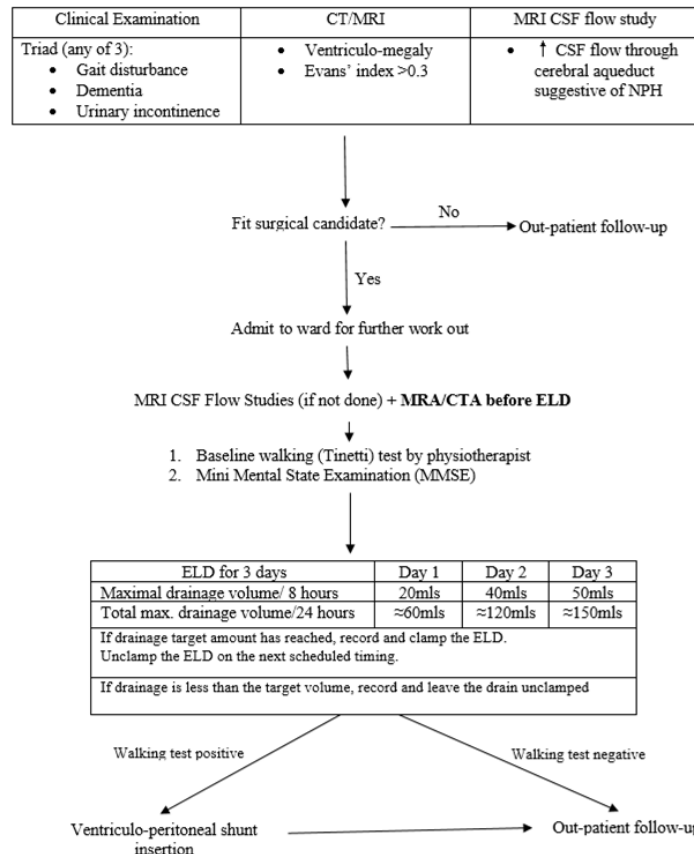 Clinical Examination
CT/MRI
MRI CSF flow study
Triad (any of 3):
• Gait disturbance
• Dementia
• Urinary incontinence
• Ventriculo-megaly
• Evans' index >0.3
• ↑ CSF flow through
cerebral aqueduct
suggestive of NPH
Fit surgical candidate?
No
Out-patient follow-up
Yes
Admit to ward for further work out
MRI CSF Flow Studies (if not done) + MRA/CTA before ELD
1. Baseline walking (Tinetti) test by physiotherapist
2. Mini Mental State Examination (MMSE)
ELD for 3 days Day 1 Day 2 Day 3
Maximal drainage volume/ 8 hours 20mls 40mls 50mls
Total max. drainage volume/24 hours ≈60mls ≈120mls ≈150mls
If drainage target amount has reached, record and clamp the ELD.
Unclamp the ELD on the next scheduled timing.
If drainage is less than the target volume, record and leave the drain unclamped
Walking test positive
Walking test negative
Ventriculo-peritoneal shunt
insertion
Out-patient follow-up